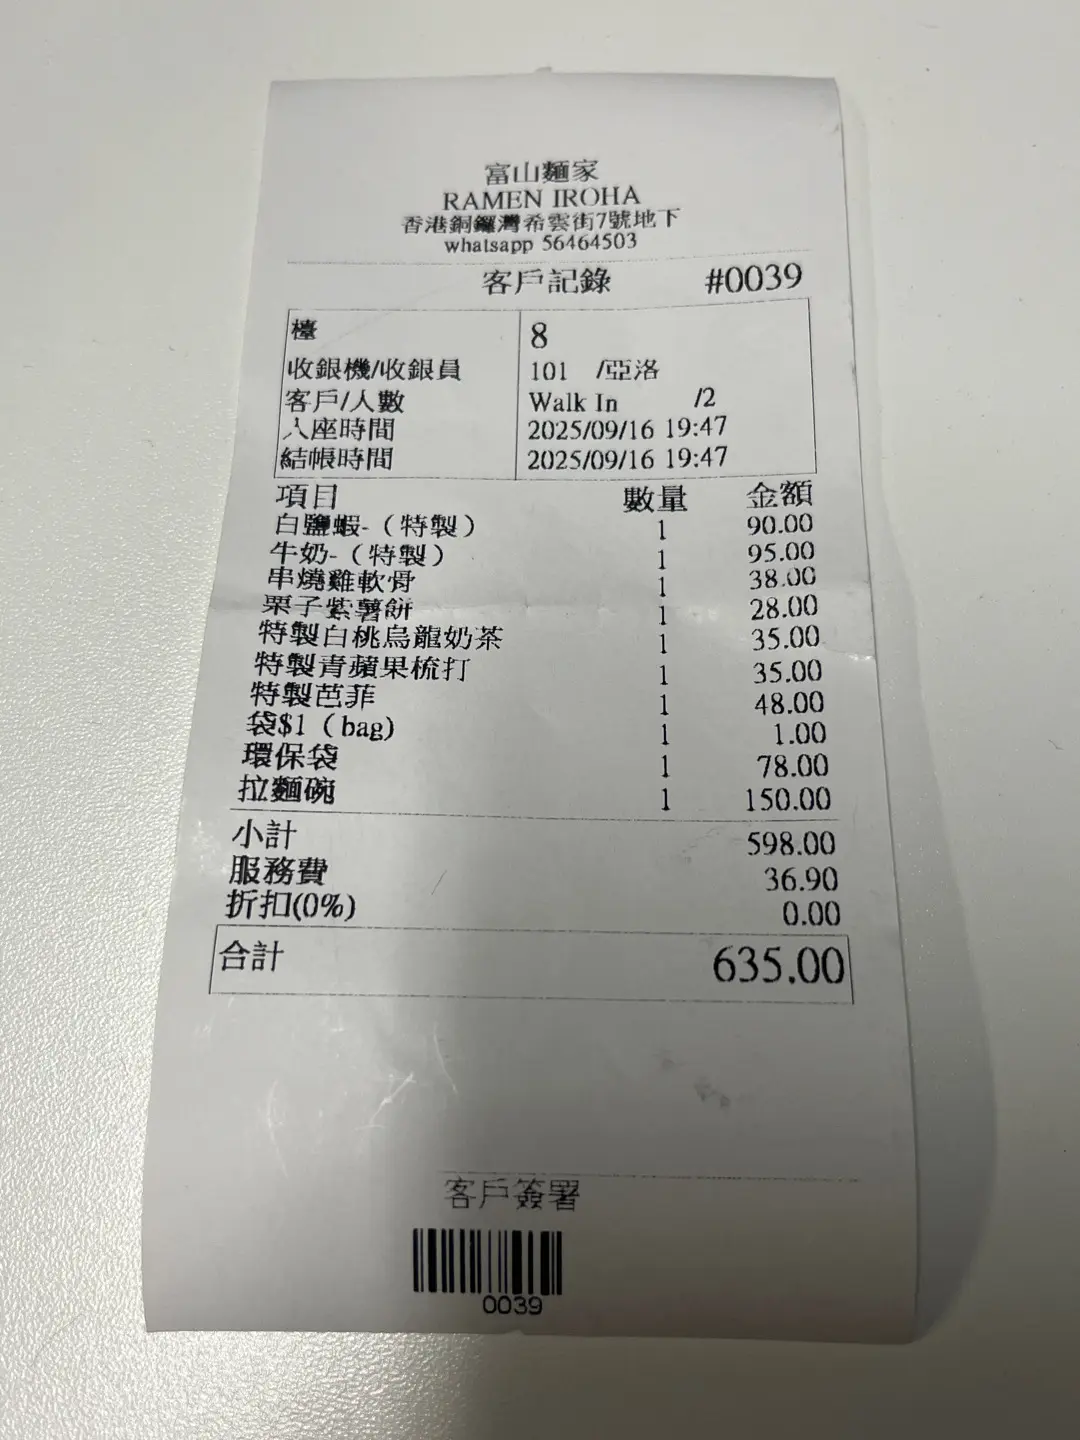 富山麵家
RAMEN IROHA
香港銅鑼灣希雲街7號地下
whatsapp 56464503
客戶記錄 #0039
檯 8
收銀機/收銀員 101 /亞洛
客戶/人數 Walk In /2
入座時間 2025/09/16 19:47
結帳時間 2025/09/16 19:47
項目 數量 金額
白鹽蝦-（特製） 1 90.00
牛奶-（特製） 1 95.00
串燒雞軟骨 1 38.00
栗子紫薯餅 1 28.00
特製白桃烏龍奶茶 1 35.00
特製青蘋果梳打 1 35.00
特製芭菲 1 48.00
袋$1（bag) 1 1.00
環保袋 1 78.00
拉麵碗 1 150.00
小計 598.00
服務費 36.90
折扣(0%) 0.00
合計 635.00
客戶簽署
0039